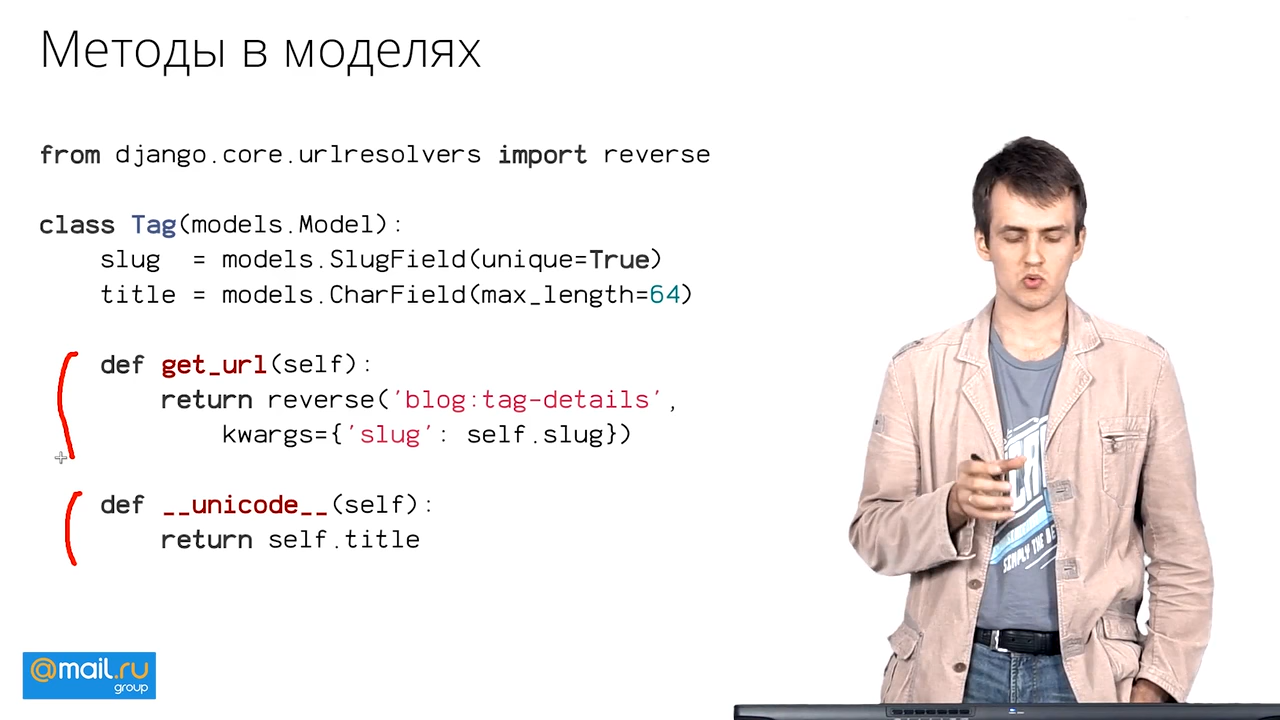 Методы в моделях
from django.core.urlresolvers import reverse
class Tag(models.Model):
    slug  = models.SlugField(unique=True)
    title = models.CharField(max_length=64)
    def get_url(self):
        return reverse('blog:tag-details',
            kwargs={'slug': self.slug})
    def __unicode__(self):
        return self.title
@mail.ru
group
SIMPLY THE